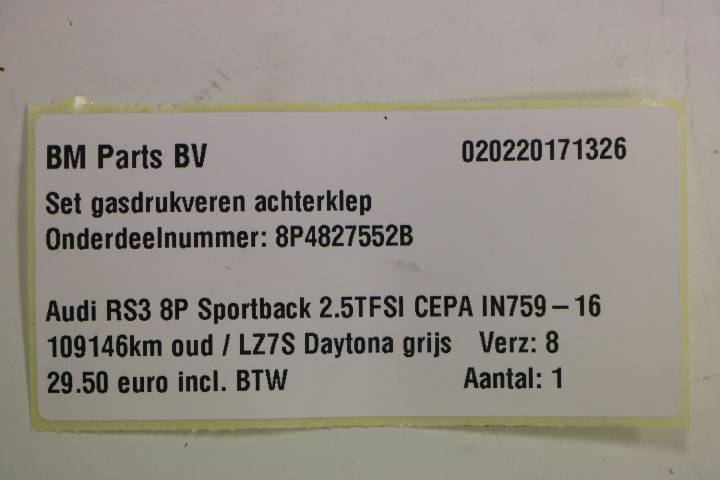 BM Parts BV 020220171326
Set gasdrukveren achterklep
Onderdeelnummer: 8P4827552B
Audi RS3 8P Sportback 2.5TFSI CEPA IN759-16
109146km oud / LZ7S Daytona grijs Verz: 8
29.50 euro incl. BTW Aantal: 1